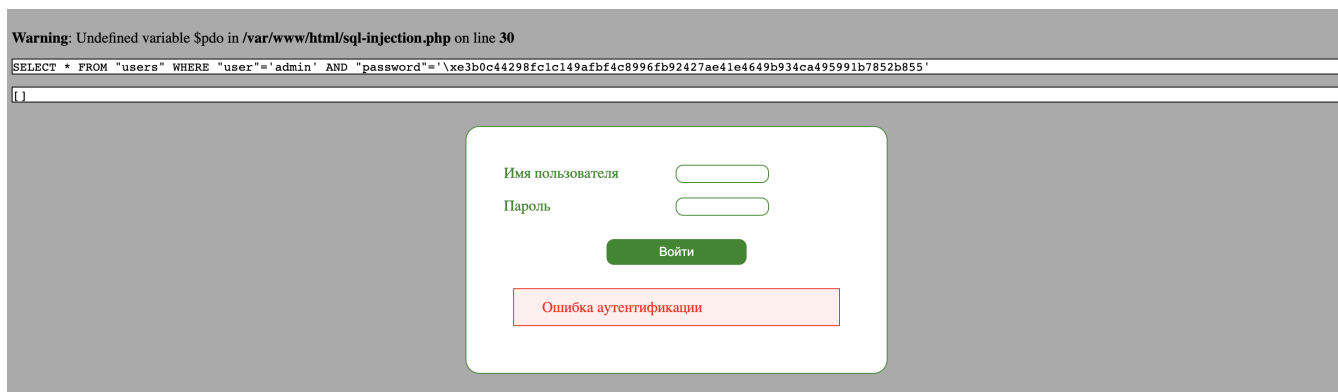 Warning: Undefined variable $pdo in /var/www/html/sql-injection.php on line 30
SELECT * FROM "users" WHERE "user"='admin' AND "password"='\xe3b0c44298fc1c149afbf4c8996fb92427ae41e4649b934ca495991b7852b855'
[]
Имя пользователя
Пароль
Войти
Ошибка аутентификации